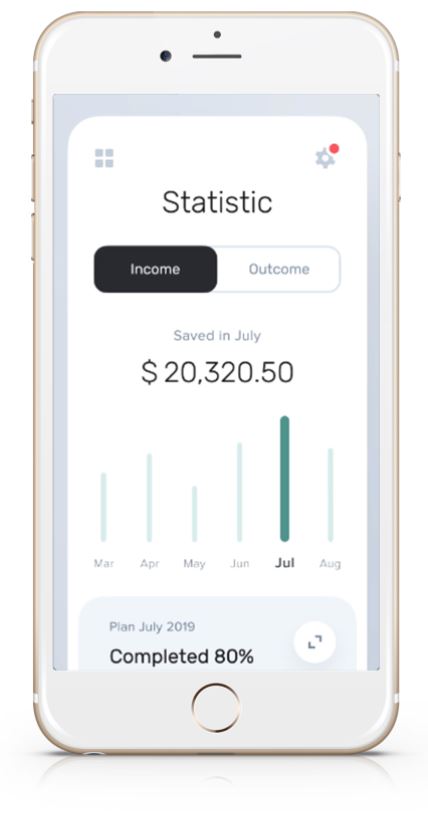 Statistic
Income Outcome
Saved in July
$ 20,320.50
Mar Apr May Jun Jul Aug
Plan July 2019
Completed 80%